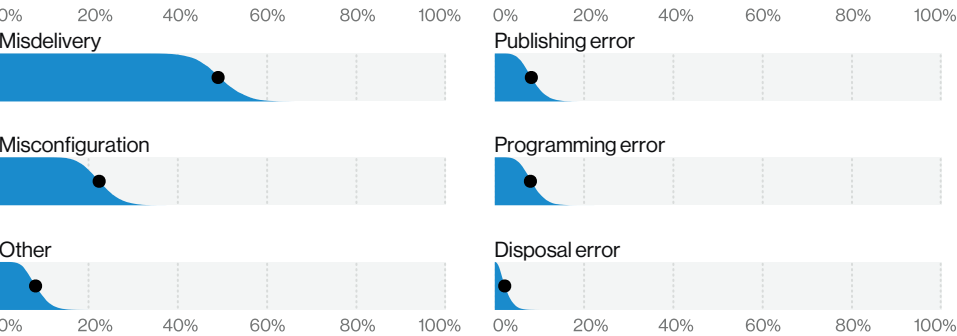 0% 20% 40% 60% 80% 100%
Misdelivery
Misconfiguration
Other
0% 20% 40% 60% 80% 100%
0% 20% 40% 60% 80% 100%
Publishing error
Programming error
Disposal error
0% 20% 40% 60% 80% 100%